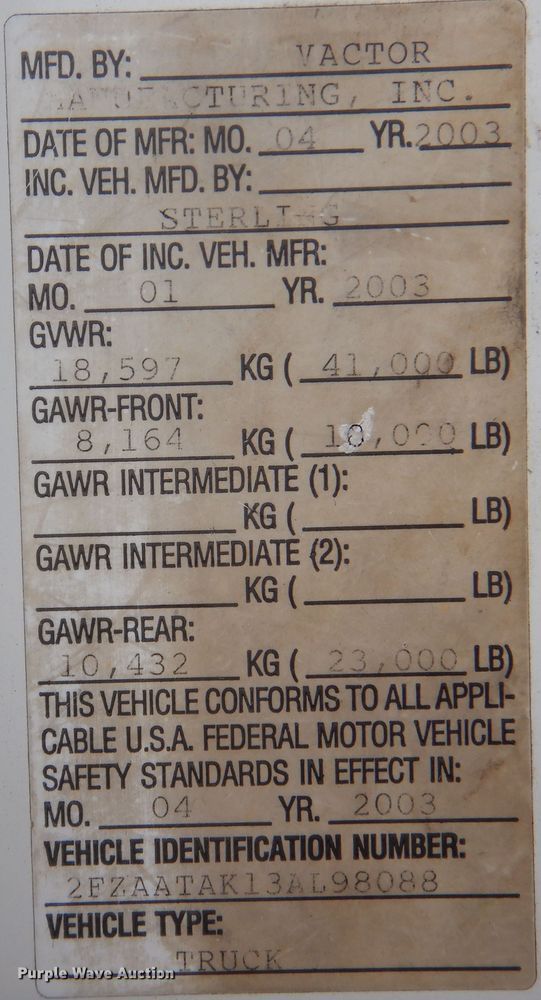 MFD. BY: VACTOR
MANUFACTURING, INC.
DATE OF MFR: MO. 04 YR. 2003
INC. VEH. MFD. BY:
STERLING
DATE OF INC. VEH. MFR:
MO. 01 YR. 2003
GVWR:
18,597 KG ( 41,000 LB)
GAWR-FRONT:
8,164 KG ( 18,000 LB)
GAWR INTERMEDIATE (1):
KG ( LB)
GAWR INTERMEDIATE (2):
KG ( LB)
GAWR-REAR:
10,432 KG ( 23,000 LB)
THIS VEHICLE CONFORMS TO ALL APPLI-
CABLE U.S.A. FEDERAL MOTOR VEHICLE
SAFETY STANDARDS IN EFFECT IN:
MO. 04 YR. 2003
VEHICLE IDENTIFICATION NUMBER:
2FZAATAK13AL98088
VEHICLE TYPE:
TRUCK
Purple Wave Auction